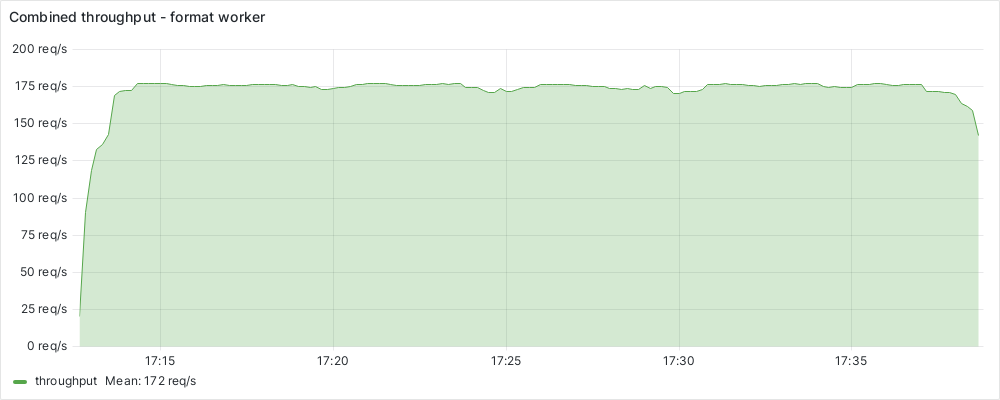 Combined throughput - format worker
200 req/s
175 req/s
150 req/s
125 req/s
100 req/s
75 req/s
50 req/s
25 req/s
0 req/s
17:15 17:20 17:25 17:30 17:35
throughput Mean: 172 req/s